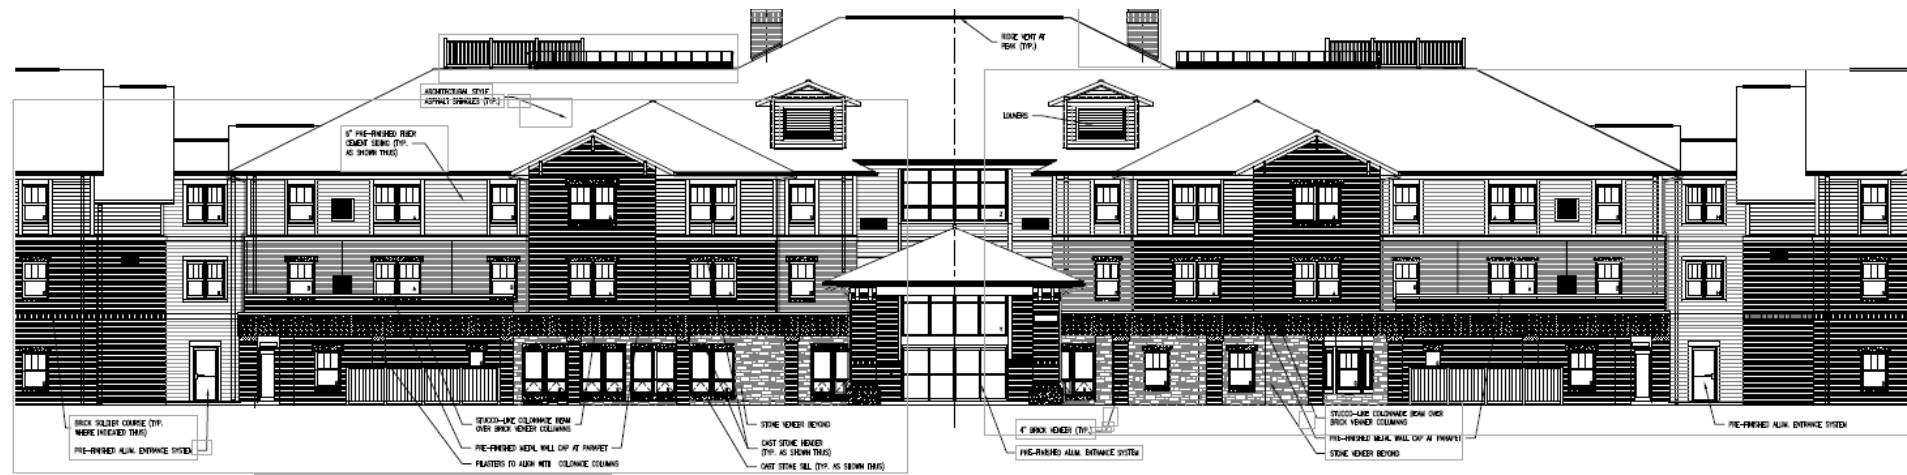 RIDGE VENT AT
PEAK (TYP.)
ARCHITECTURAL STYLE
ASPHALT SHINGLES (TYP.)
6" PRE-FINISHED FIBER
CEMENT SIDING (TYP.
AS SHOWN THUS)
LOUVERS
BRICK SOLDIER COURSE (TYP.
WHERE INDICATED THUS)
PRE-FINISHED ALUM. ENTRANCE SYSTEM
STUCCO-LIKE COLONNADE BEAM
OVER BRICK VENEER COLUMNS
PRE-FINISHED METAL WALL CAP AT PARAPET
PILASTERS TO ALIGN WITH COLONNADE COLUMNS
STONE VENEER BEYOND
CAST STONE HEADER
(TYP. AS SHOWN THUS)
CAST STONE SILL (TYP. AS SHOWN THUS)
4" BRICK VENEER (TYP.)
PRE-FINISHED ALUM. ENTRANCE SYSTEM
STUCCO-LIKE COLONNADE BEAM OVER
BRICK VENEER COLUMNS
PRE-FINISHED METAL WALL CAP AT PARAPET
STONE VENEER BEYOND
PRE-FINISHED ALUM. ENTRANCE SYSTEM